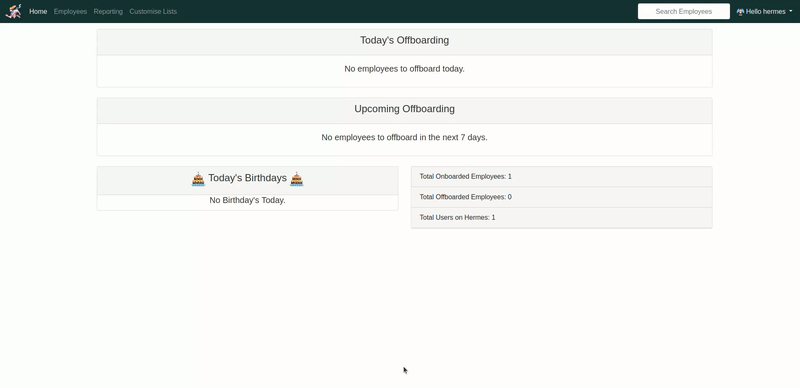 Home Employees Reporting Customise Lists Search Employees Hello hermes
Today's Offboarding
No employees to offboard today.
Upcoming Offboarding
No employees to offboard in the next 7 days.
Today's Birthdays
No Birthday's Today.
Total Onboarded Employees: 1
Total Offboarded Employees: 0
Total Users on Hermes: 1